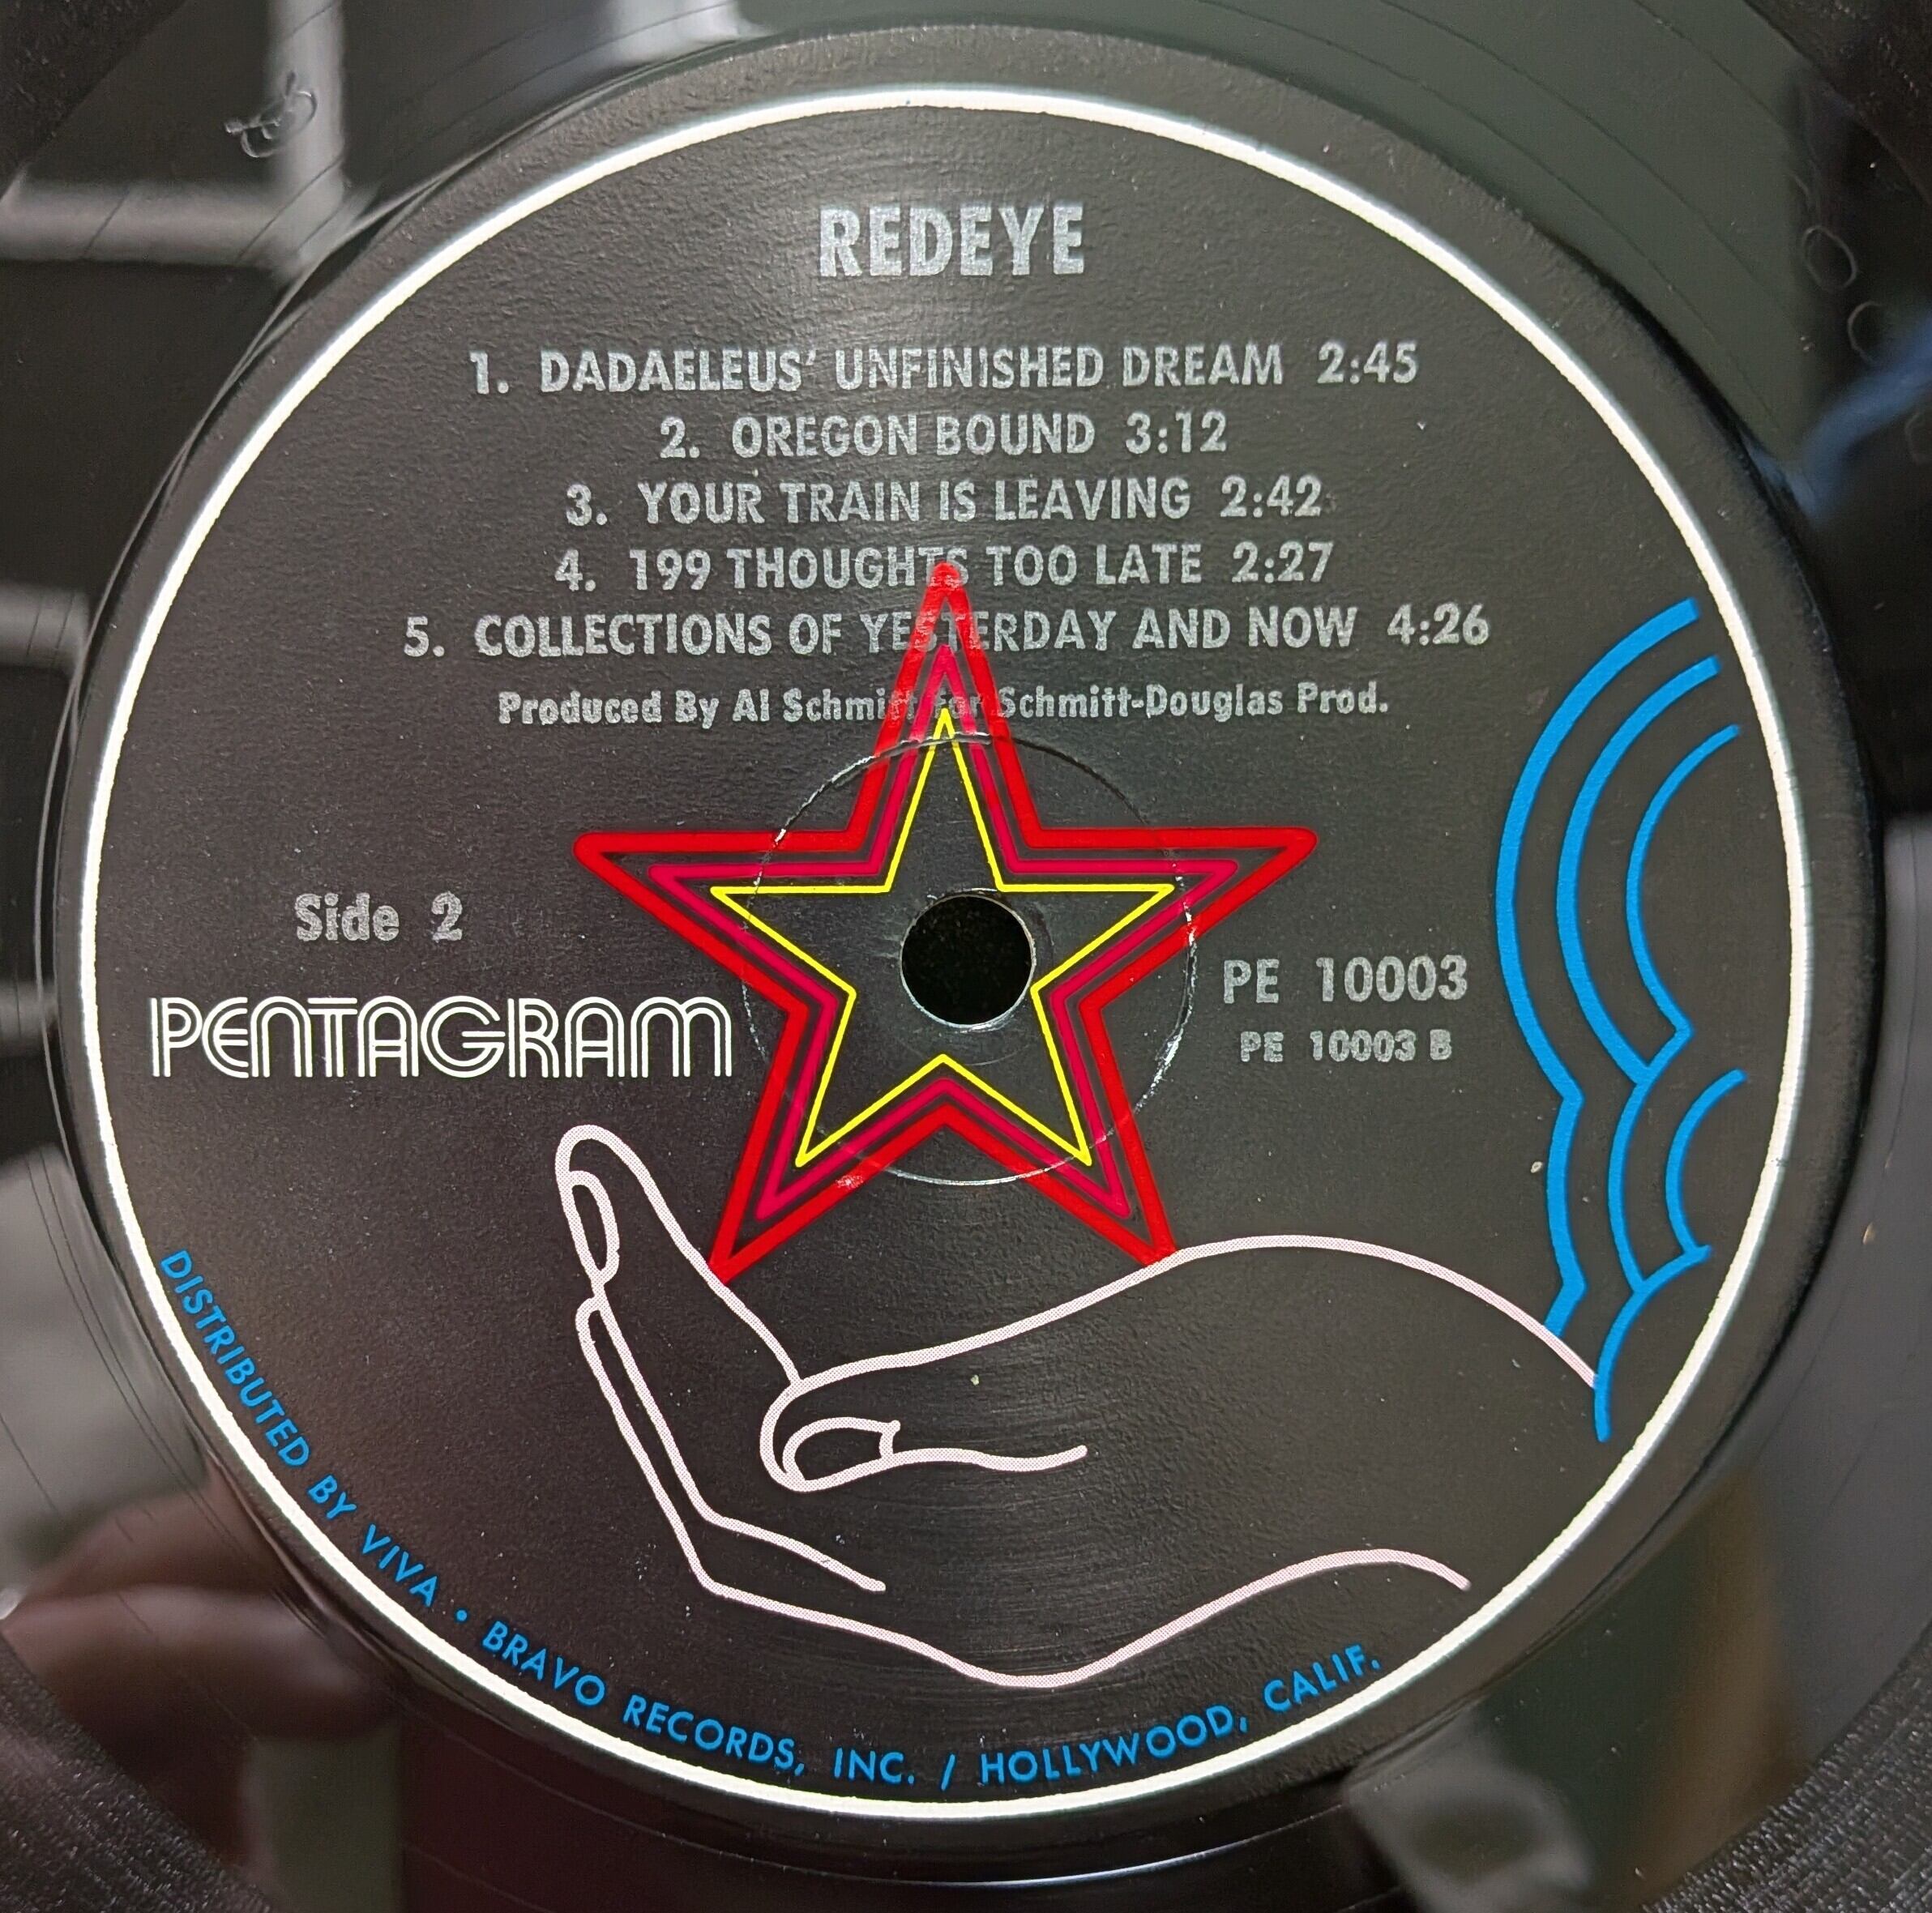 REDEYE
1. DADAELEUS' UNFINISHED DREAM 2:45
2. OREGON BOUND 3:12
3. YOUR TRAIN IS LEAVING 2:42
4. 199 THOUGHTS TOO LATE 2:27
5. COLLECTIONS OF YESTERDAY AND NOW 4:26
Produced By Al Schmitt For Schmitt-Douglas Prod.
Side 2
PENTAGRAM
PE 10003
PE 10003 B
DISTRIBUTED BY VIVA • BRAVO RECORDS, INC. / HOLLYWOOD, CALIF.